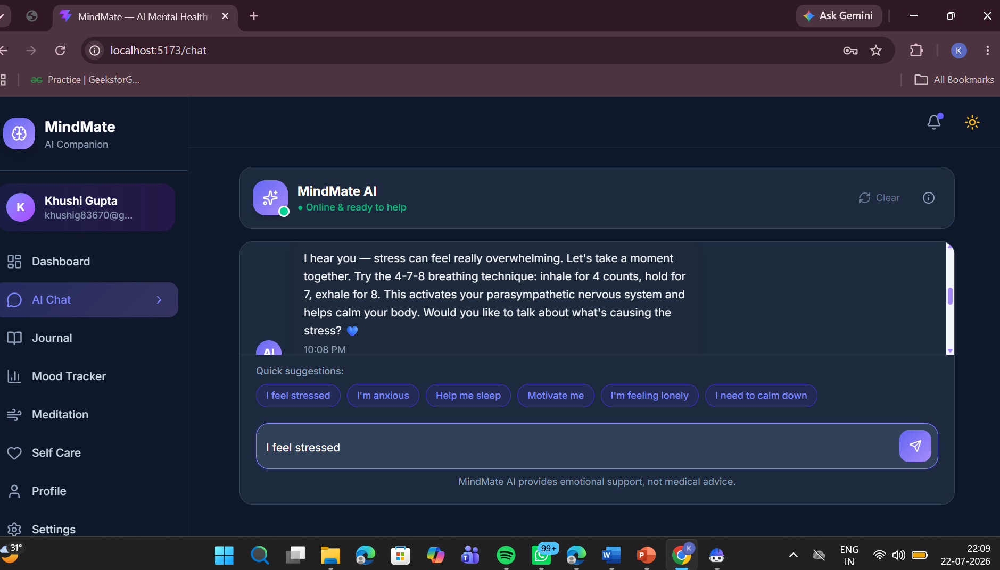 MindMate — AI Mental Health
Ask Gemini
localhost:5173/chat
K
Practice | GeeksforG...
All Bookmarks
MindMate
AI Companion
K
Khushi Gupta
khushig83670@g...
Dashboard
AI Chat
Journal
Mood Tracker
Meditation
Self Care
Profile
Settings
MindMate AI
● Online & ready to help
Clear
I hear you — stress can feel really overwhelming. Let's take a moment
together. Try the 4-7-8 breathing technique: inhale for 4 counts, hold for
7, exhale for 8. This activates your parasympathetic nervous system and
helps calm your body. Would you like to talk about what's causing the
stress? 💙
10:08 PM
AI
Quick suggestions:
I feel stressed
I'm anxious
Help me sleep
Motivate me
I'm feeling lonely
I need to calm down
I feel stressed
MindMate AI provides emotional support, not medical advice.
31°
T
99+
W
P
K
ENG
IN
22:09
22-07-2026